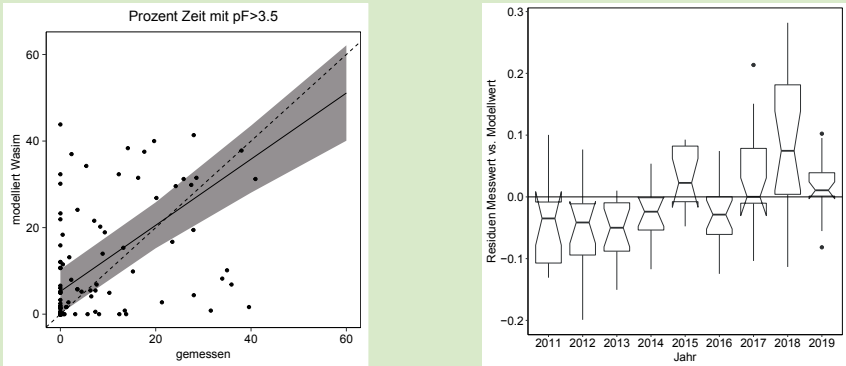 Prozent Zeit mit pF>3.5
modelliert Wasim
60
40
20
0
0 20 40 60
gemessen
Residuen Messwert vs. Modellwert
0.3
0.2
0.1
0.0
−0.1
−0.2
2011 2012 2013 2014 2015 2016 2017 2018 2019
Jahr